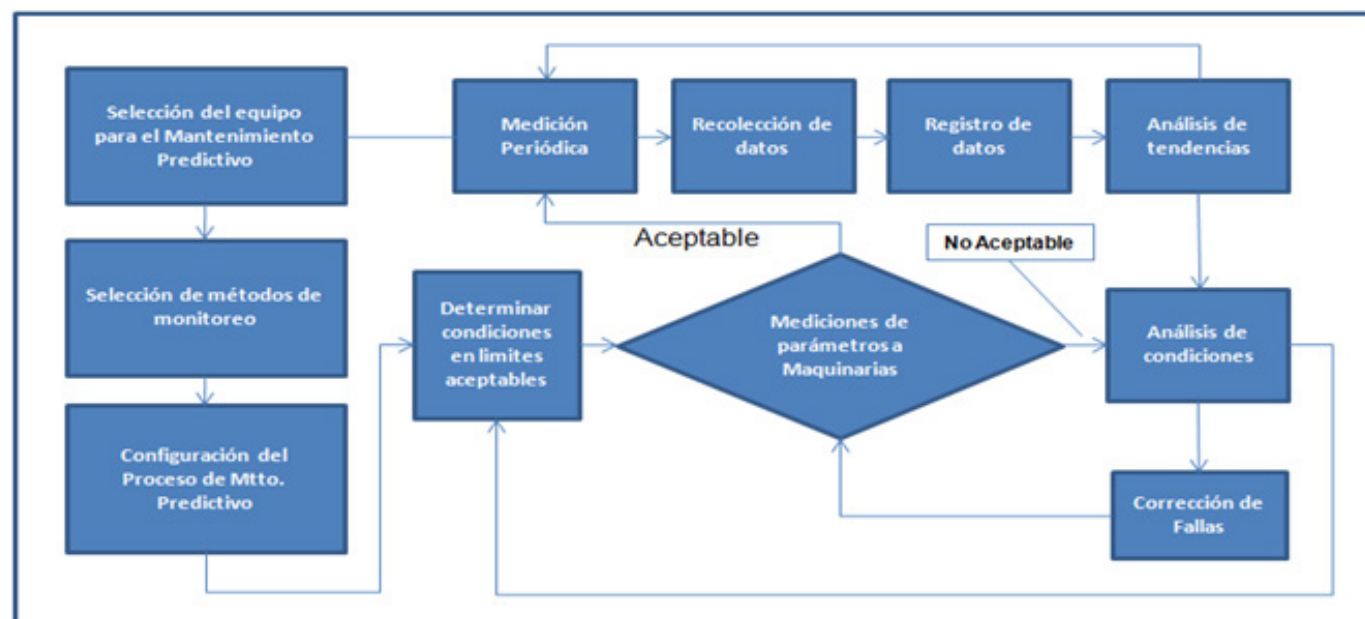 Selección del equipo
para el Mantenimiento
Predictivo
Selección de métodos de
monitoreo
Configuración del
Proceso de Mtto.
Predictivo
Medición
Periódica
Recolección de
datos
Registro de
datos
Análisis de
tendencias
Aceptable
No Aceptable
Determinar
condiciones
en limites
aceptables
Mediciones de
parámetros a
Maquinarias
Análisis de
condiciones
Corrección de
Fallas